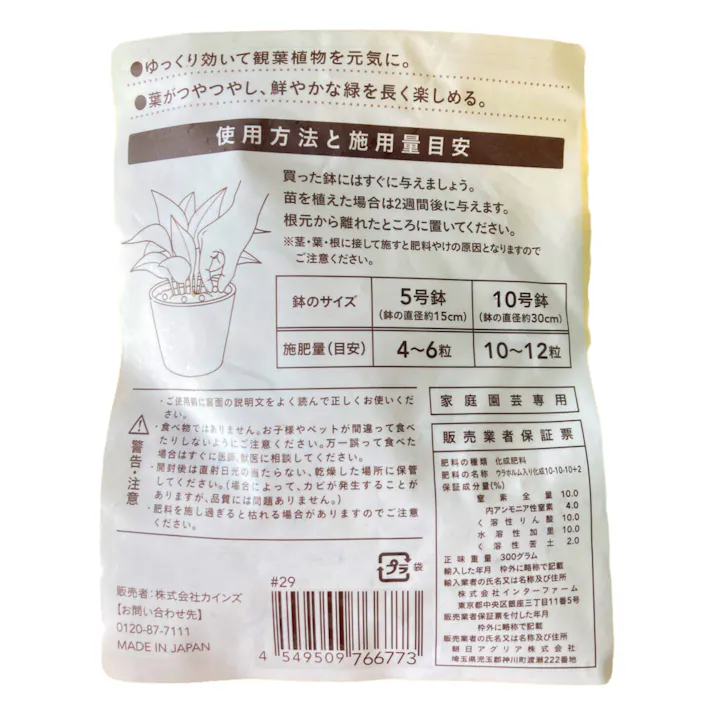 ●ゆっくり効いて観葉植物を元気に。
●葉がつやつやし、鮮やかな緑を長く楽しめる。
使用方法と施用量目安
買った鉢にはすぐに与えましょう。
苗を植えた場合は2週間後に与えます。
根元から離れたところに置いてください。
※茎・葉・根に接して施すと肥料やけの原因となりますので
ご注意ください。
鉢のサイズ 5号鉢 10号鉢
(鉢の直径約15cm) (鉢の直径約30cm)
施肥量(目安) 4〜6粒 10〜12粒
警告・注意
・ご使用前に裏面の説明文をよく読んで正しくお使いくだ
さい。
・食べ物ではありません。お子様やペットが間違って食べ
たりしないようにご注意ください。万一誤って食べた
場合はすぐに医師、獣医に相談してください。
・開封後は直射日光の当たらない、乾燥した場所に保管
してください。(場合によって、カビが発生することが
ありますが、品質には問題ありません。)
・肥料を施し過ぎると枯れる場合がありますのでご注意
ください。
プラ 袋
#29
販売者:株式会社カインズ
【お問い合わせ先】
0120-87-7111
MADE IN JAPAN
4 549509 766773
家庭園芸専用
販売業者保証票
肥料の種類 化成肥料
肥料の名称 ウラホルム入り化成10-10-10+2
保証成分量(%)
窒素全量 10.0
内アンモニア性窒素 4.0
く溶性りん酸 10.0
水溶性加里 10.0
く溶性苦土 2.0
正味重量 300グラム
輸入した年月 枠外に略称で記載
輸入業者の氏名又は名称及び住所
株式会社インターファーム
東京都中央区銀座三丁目11番5号
販売業者保証票を付した年月
枠外に略称で記載
販売業者の氏名又は名称及び住所
朝日アグリア株式会社
埼玉県児玉郡神川町渡瀬222番地